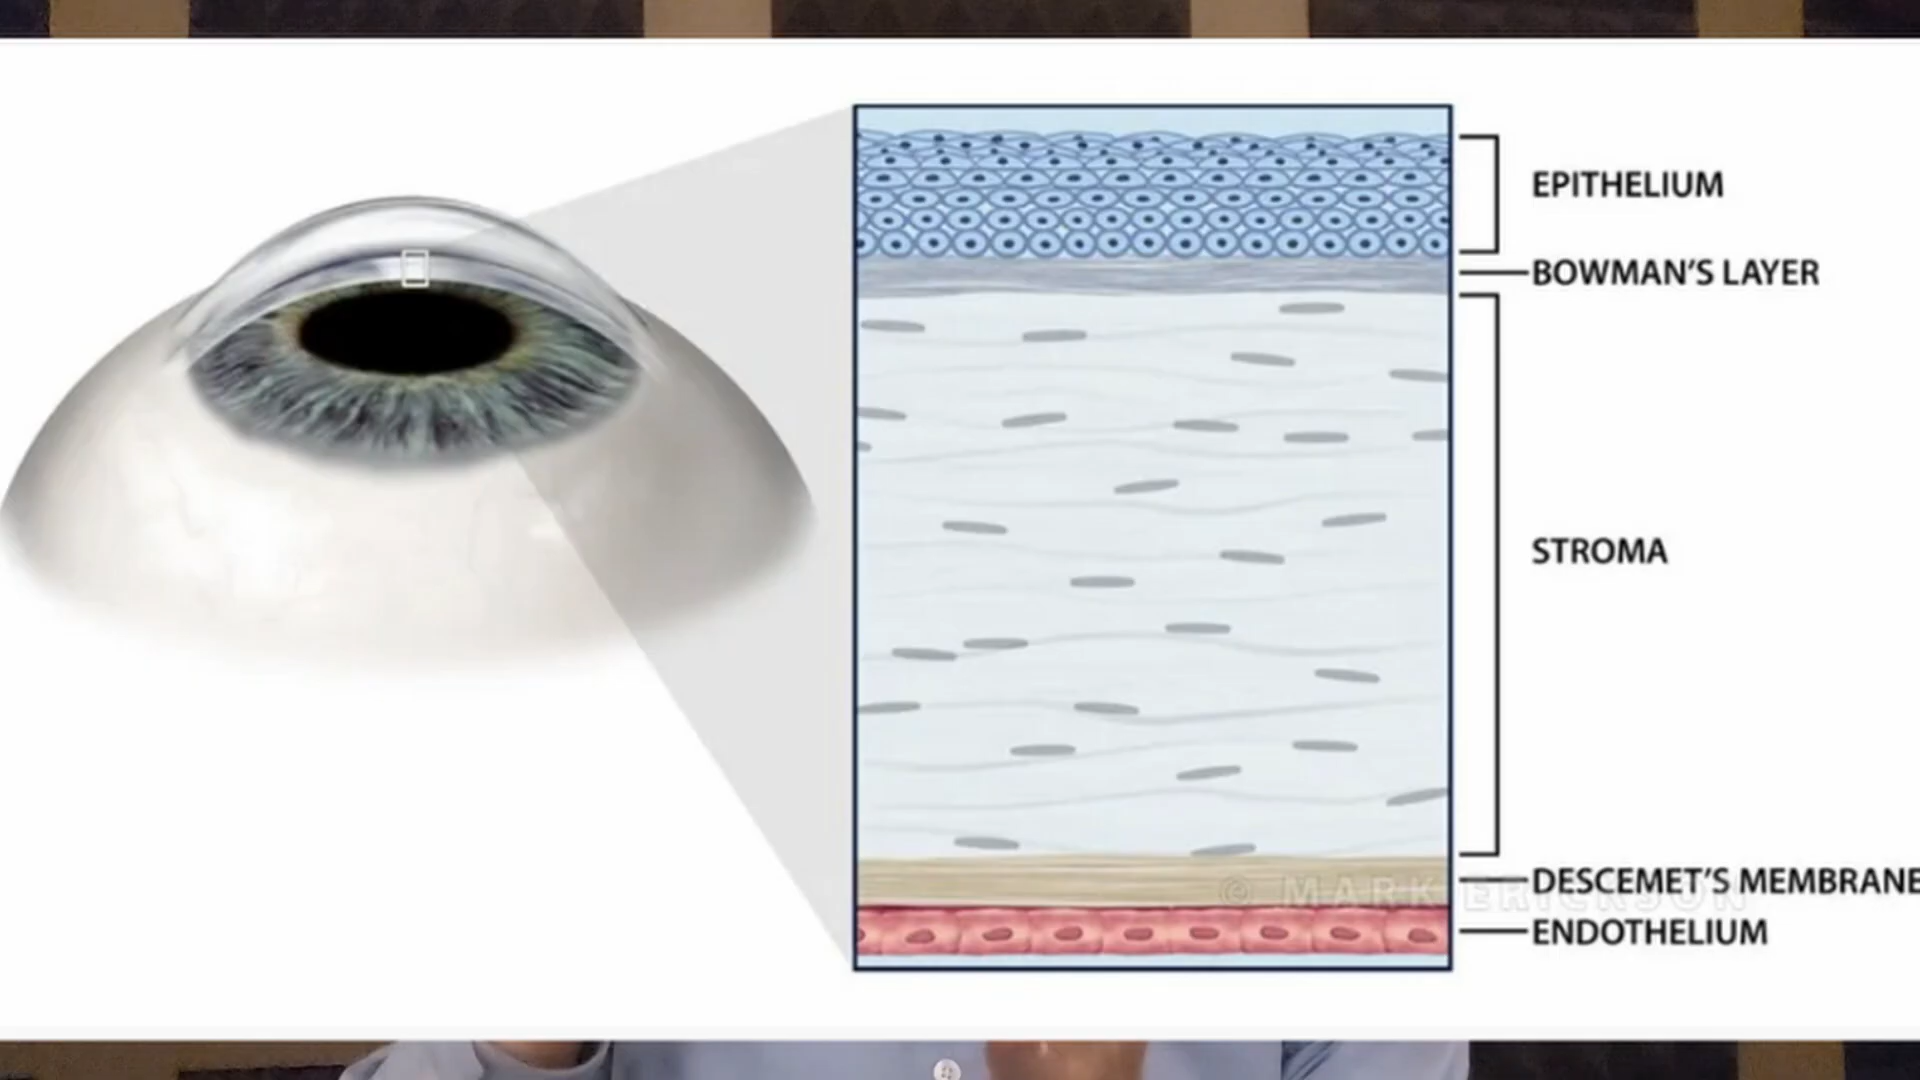 EPITHELIUM
BOWMAN'S LAYER
STROMA
DESCEMET'S MEMBRANE
© MARK ERICKSON
ENDOTHELIUM